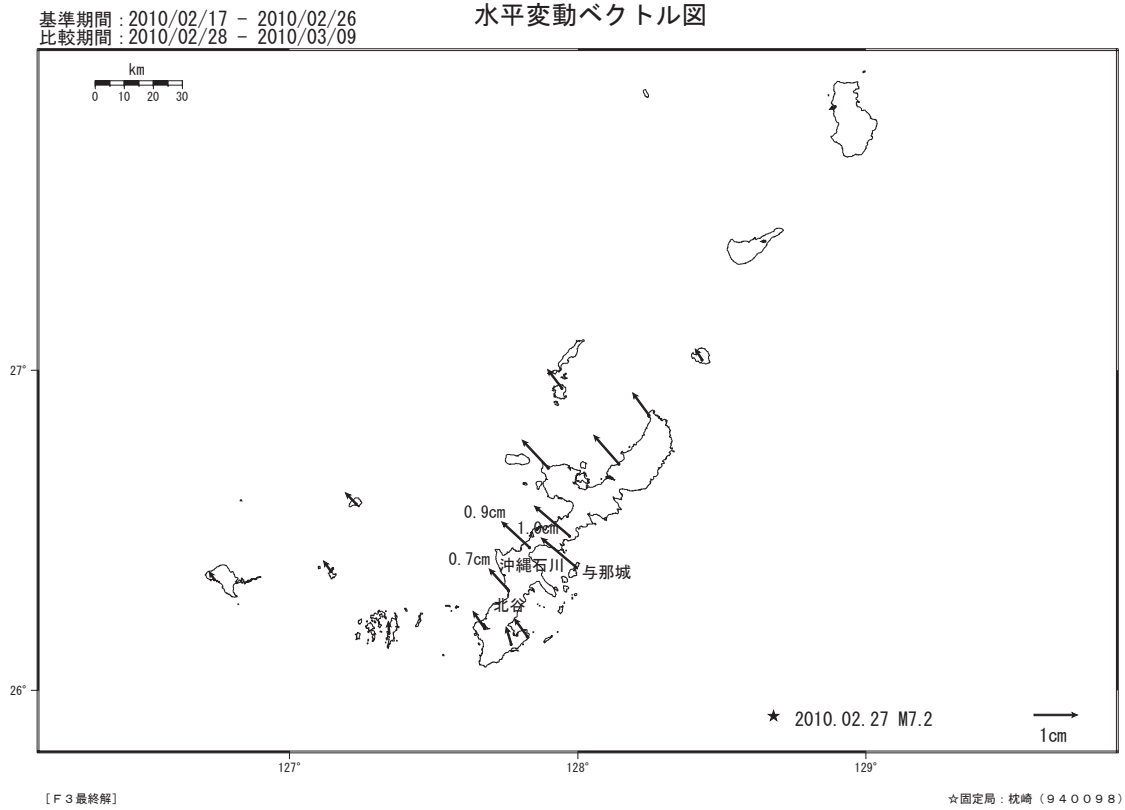 水平変動ベクトル図
基準期間:2010/02/17 - 2010/02/26
比較期間:2010/02/28 - 2010/03/09
km
0 10 20 30
27°
0.9cm
1.0cm
0.7cm
沖縄石川
与那城
北谷
26°
★ 2010.02.27 M7.2
1cm
127° 128° 129°
[F3最終解]
☆固定局:枕崎(940098)